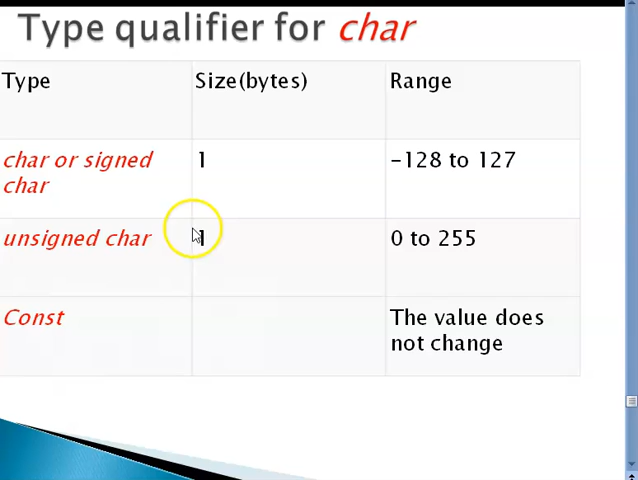 Type qualifier for char
Type Size(bytes) Range
char or signed 1 -128 to 127
char
unsigned char 1 0 to 255
Const The value does
not change